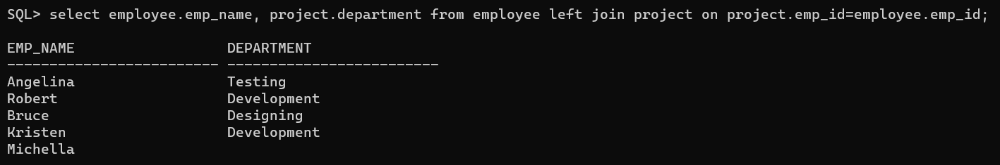 SQL> select employee.emp_name, project.department from employee left join project on project.emp_id=employee.emp_id;
EMP_NAME                  DEPARTMENT
------------------------- -------------------------
Angelina                  Testing
Robert                    Development
Bruce                     Designing
Kristen                   Development
Michella